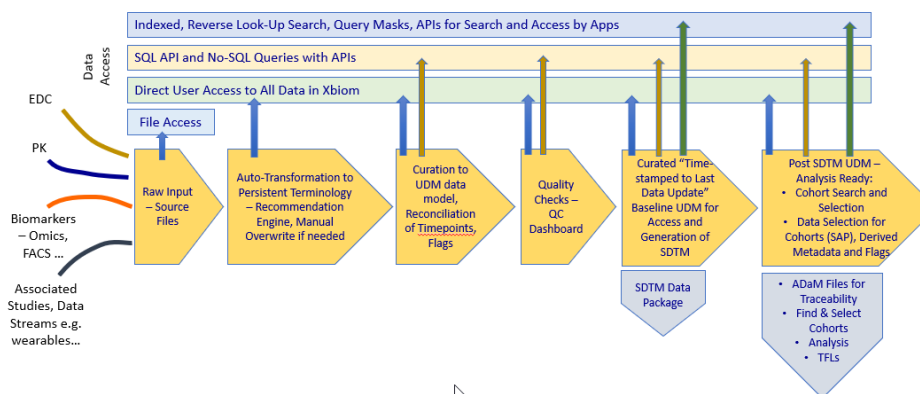 Indexed, Reverse Look-Up Search, Query Masks, APIs for Search and Access by Apps
Data
Access
SQL API and No-SQL Queries with APIs
Direct User Access to All Data in Xbiom
File Access
EDC
PK
Biomarkers
– Omics,
FACS ...
Associated
Studies, Data
Streams e.g.
wearables...
Raw Input
– Source
Files
Auto-Transformation to
Persistent Terminology
– Recommendation
Engine, Manual
Overwrite if needed
Curation to
UDM data
model,
Reconciliation
of Timepoints,
Flags
Quality
Checks –
QC
Dashboard
Curated “Time-
stamped to Last
Data Update”
Baseline UDM for
Access and
Generation of
SDTM
SDTM Data
Package
Post SDTM UDM –
Analysis Ready:
• Cohort Search and
Selection
• Data Selection for
Cohorts (SAP), Derived
Metadata and Flags
• ADaM Files for
Traceability
• Find & Select
Cohorts
• Analysis
• TFLs